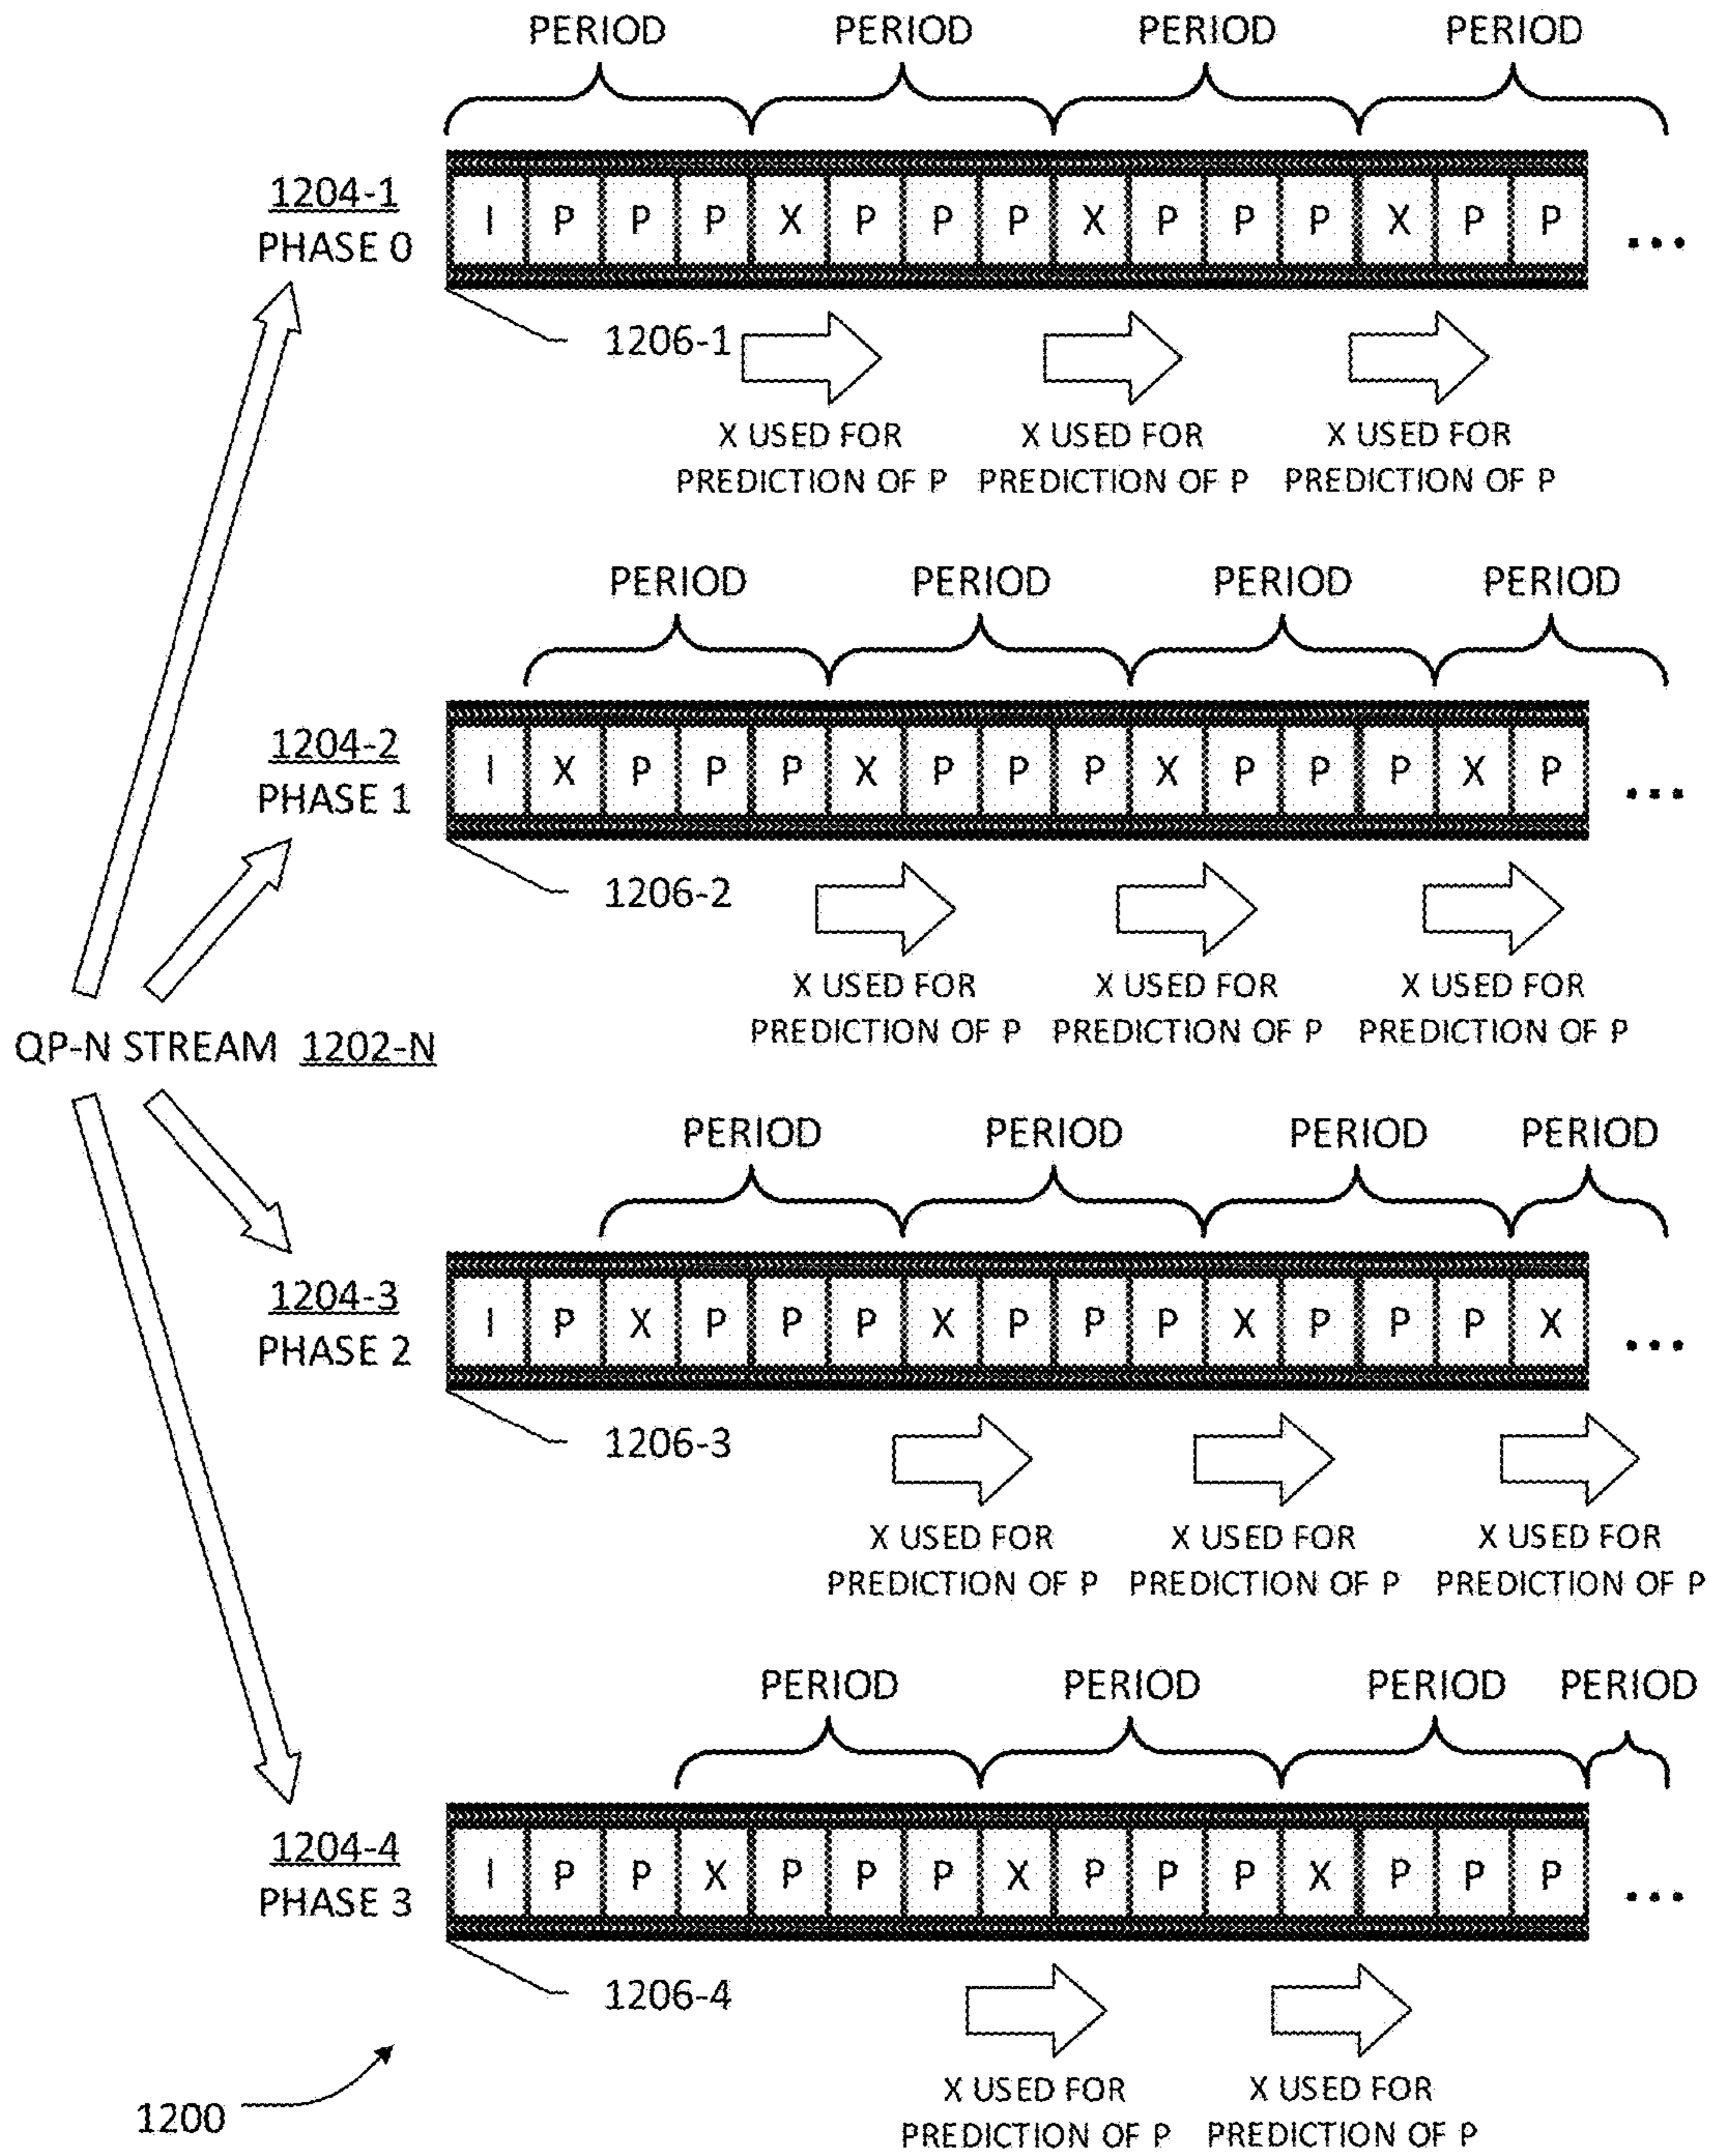 PERIOD PERIOD PERIOD PERIOD
1204-1
PHASE 0
I P P P X P P P X P P P X P P ...
1206-1
X USED FOR
PREDICTION OF P
X USED FOR
PREDICTION OF P
X USED FOR
PREDICTION OF P
PERIOD PERIOD PERIOD PERIOD
1204-2
PHASE 1
I X P P P X P P P X P P P X P ...
1206-2
X USED FOR
PREDICTION OF P
X USED FOR
PREDICTION OF P
X USED FOR
PREDICTION OF P
QP-N STREAM 1202-N
PERIOD PERIOD PERIOD PERIOD
1204-3
PHASE 2
I P X P P P X P P P X P P P X ...
1206-3
X USED FOR
PREDICTION OF P
X USED FOR
PREDICTION OF P
X USED FOR
PREDICTION OF P
PERIOD PERIOD PERIOD PERIOD
1204-4
PHASE 3
I P P X P P P X P P P X P P P ...
1206-4
X USED FOR
PREDICTION OF P
X USED FOR
PREDICTION OF P
1200